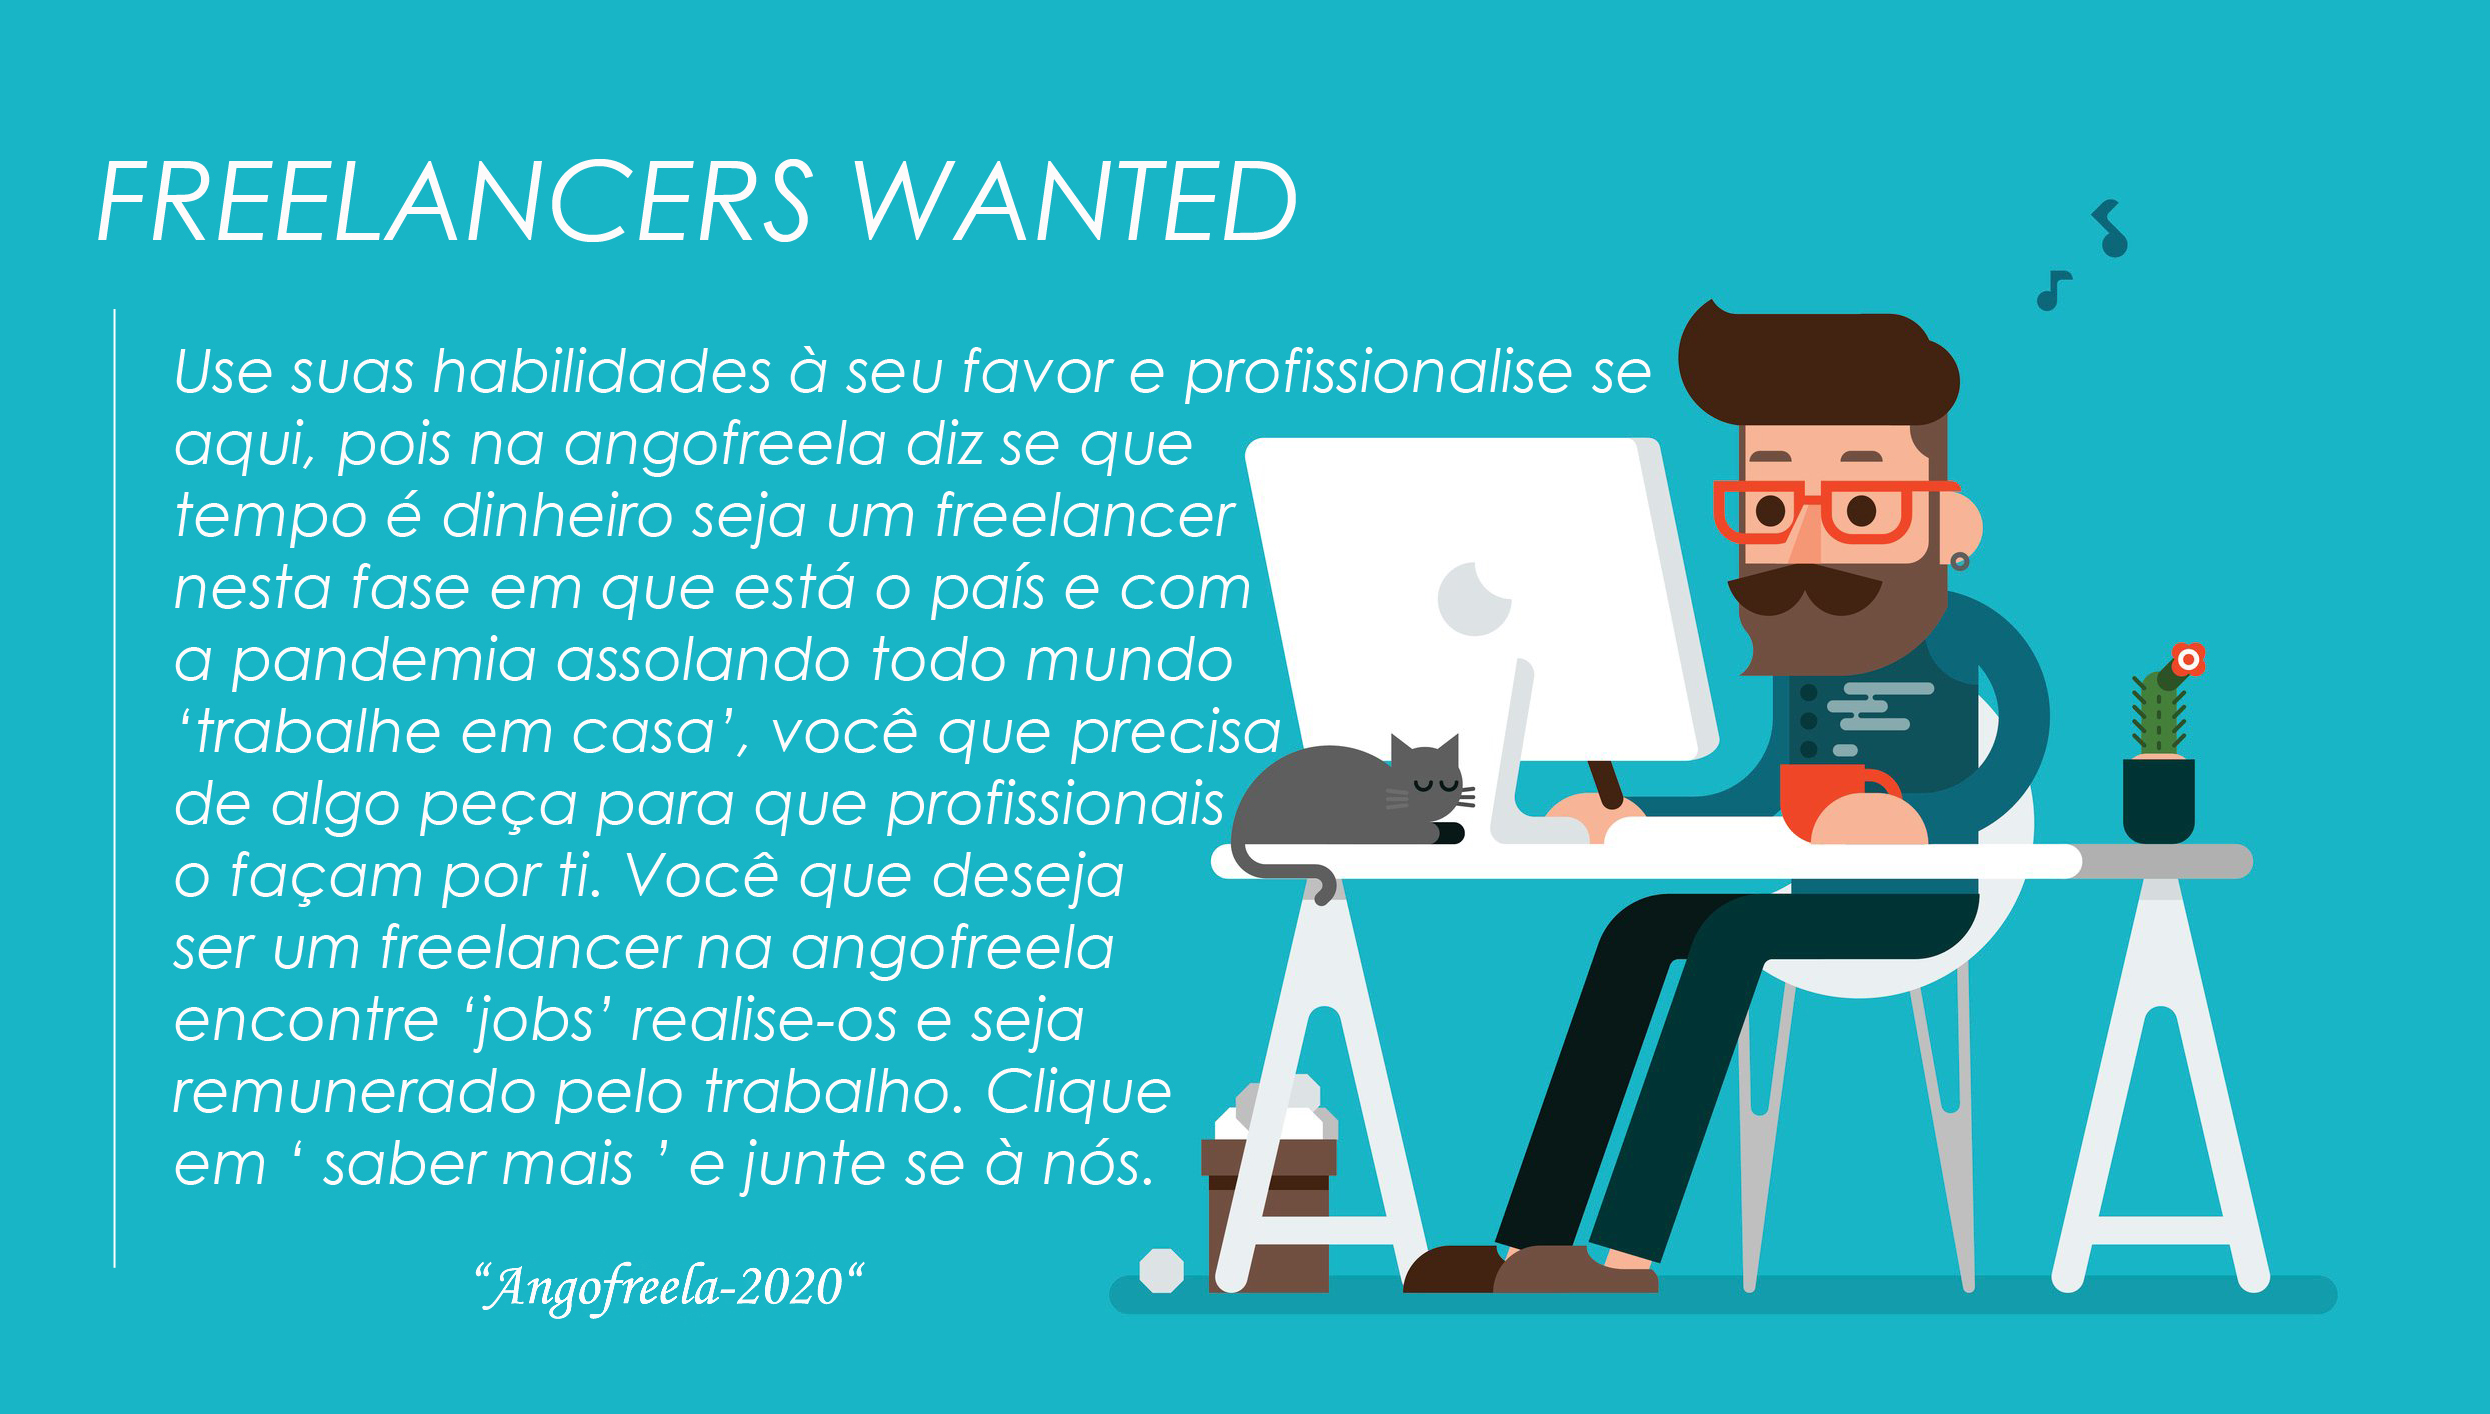 FREELANCERS WANTED
Use suas habilidades à seu favor e profissionalise se
aqui, pois na angofreela diz se que
tempo é dinheiro seja um freelancer
nesta fase em que está o país e com
a pandemia assolando todo mundo
‘trabalhe em casa’, você que precisa
de algo peça para que profissionais
o façam por ti. Você que deseja
ser um freelancer na angofreela
encontre ‘jobs’ realise-os e seja
remunerado pelo trabalho. Clique
em ‘ saber mais ’ e junte se à nós.
“Angofreela-2020“